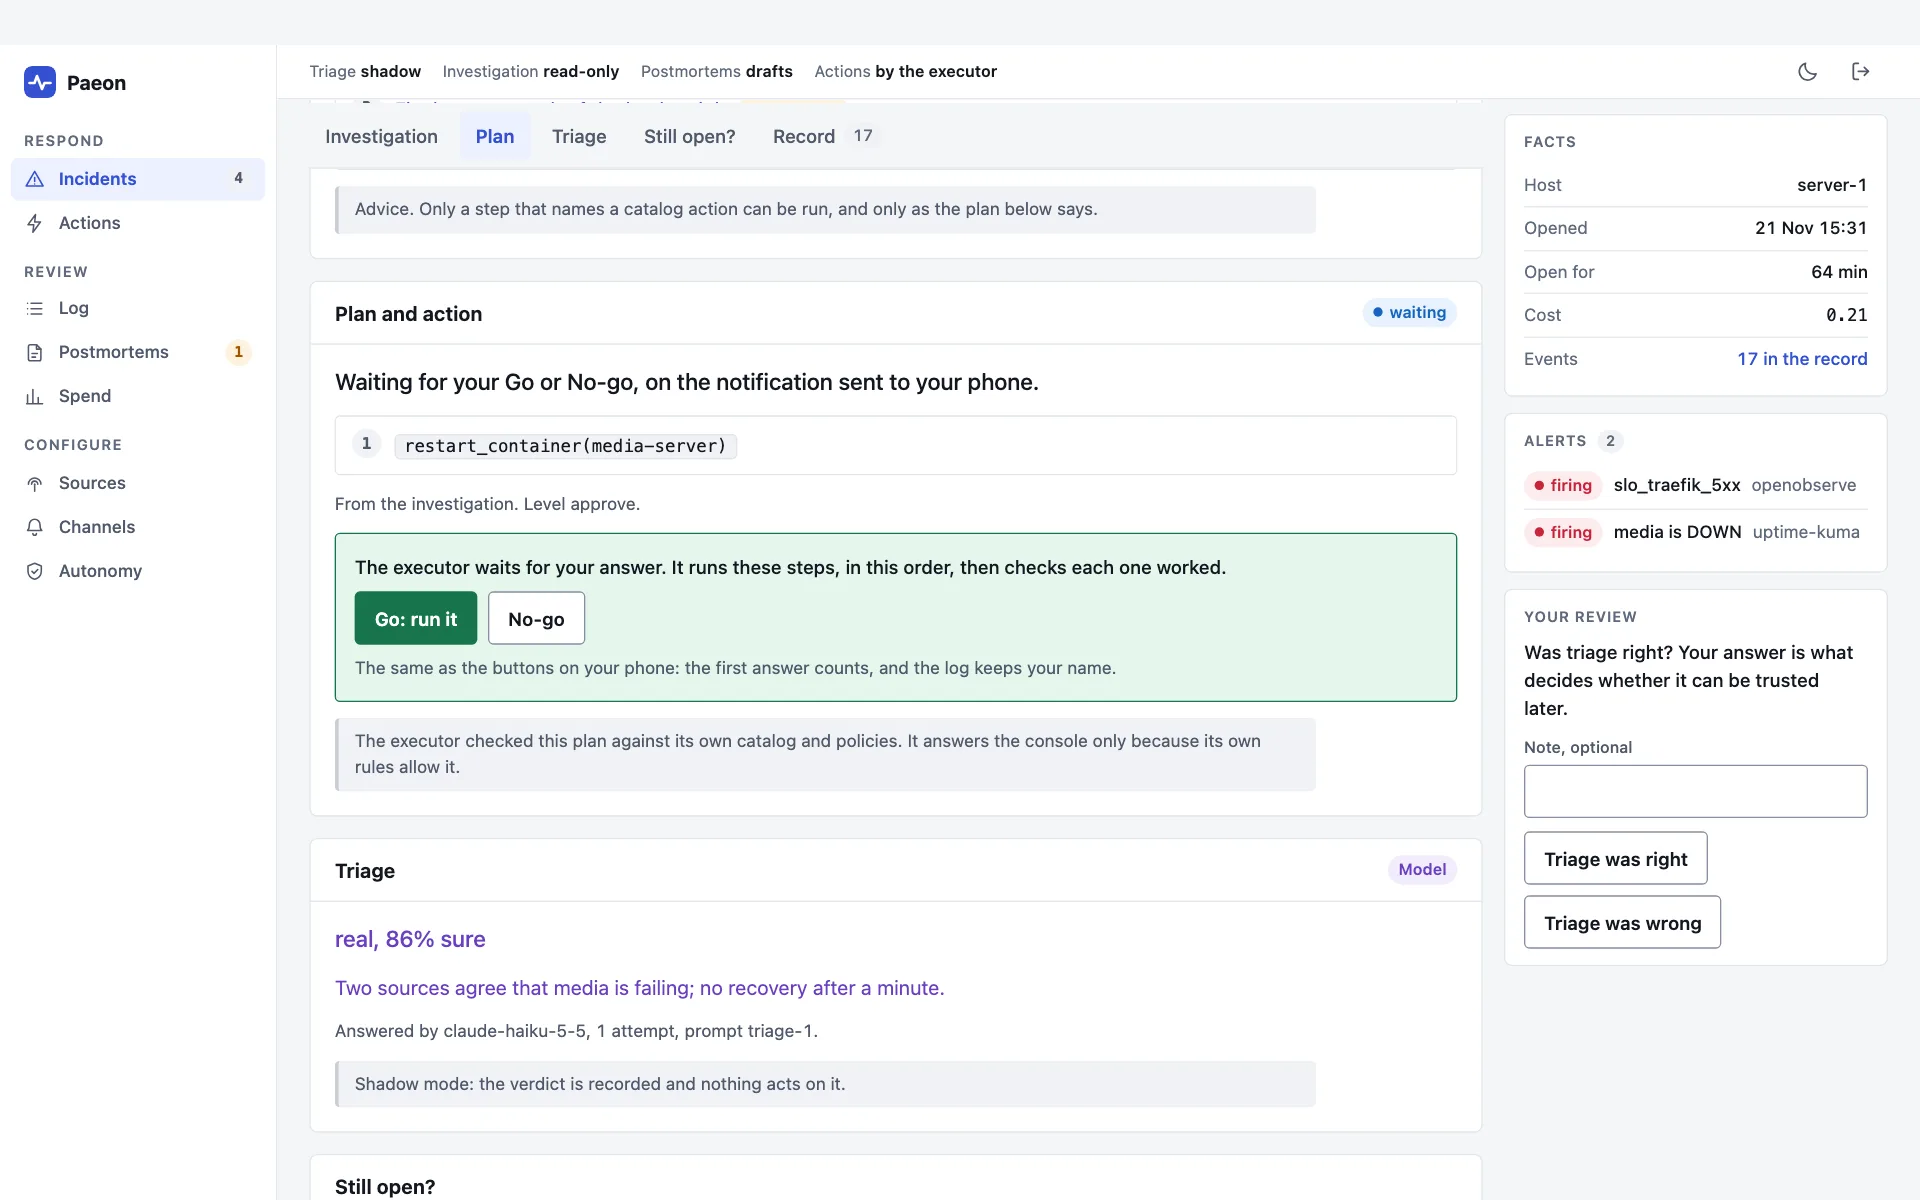 Paeon
RESPOND
Incidents 4
Actions
REVIEW
Log
Postmortems 1
Spend
CONFIGURE
Sources
Channels
Autonomy
Triage shadow Investigation read-only Postmortems drafts Actions by the executor
Investigation Plan Triage Still open? Record 17
Advice. Only a step that names a catalog action can be run, and only as the plan below says.
Plan and action waiting
Waiting for your Go or No-go, on the notification sent to your phone.
1 restart_container(media-server)
From the investigation. Level approve.
The executor waits for your answer. It runs these steps, in this order, then checks each one worked.
Go: run it No-go
The same as the buttons on your phone: the first answer counts, and the log keeps your name.
The executor checked this plan against its own catalog and policies. It answers the console only because its own
rules allow it.
Triage Model
real, 86% sure
Two sources agree that media is failing; no recovery after a minute.
Answered by claude-haiku-5-5, 1 attempt, prompt triage-1.
Shadow mode: the verdict is recorded and nothing acts on it.
Still open?
FACTS
Host server-1
Opened 21 Nov 15:31
Open for 64 min
Cost 0.21
Events 17 in the record
ALERTS 2
firing slo_traefik_5xx openobserve
firing media is DOWN uptime-kuma
YOUR REVIEW
Was triage right? Your answer is what
decides whether it can be trusted
later.
Note, optional
Triage was right
Triage was wrong